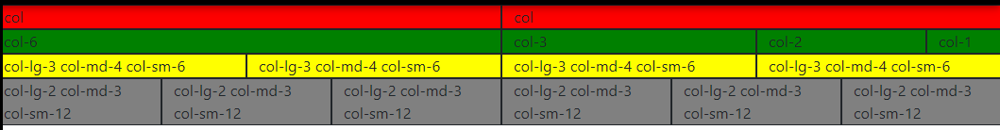 col col
col-6 col-3 col-2 col-1
col-lg-3 col-md-4 col-sm-6 col-lg-3 col-md-4 col-sm-6 col-lg-3 col-md-4 col-sm-6 col-lg-3 col-md-4 col-sm-6
col-lg-2 col-md-3 col-lg-2 col-md-3 col-lg-2 col-md-3 col-lg-2 col-md-3 col-lg-2 col-md-3 col-lg-2 col-md-3
col-sm-12 col-sm-12 col-sm-12 col-sm-12 col-sm-12 col-sm-12